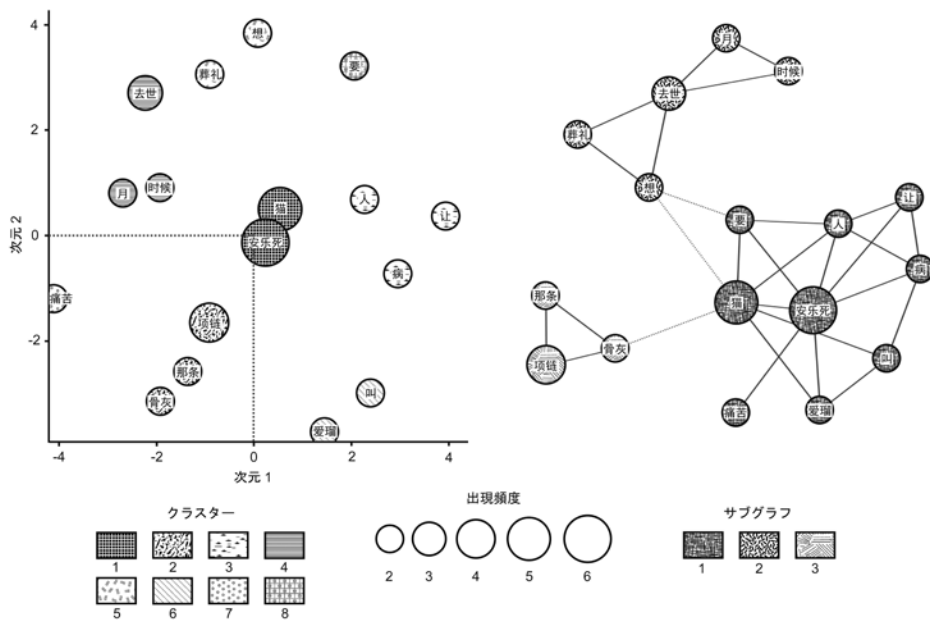 4
2
0
-2
-4
-2
0
2
4
次元 2
次元 1
想
葬礼
要
去世
月
时候
猫
安乐死
人
让
病
痛苦
项链
那条
骨灰
叫
爱瑠
月
时候
去世
葬礼
想
要
人
让
病
猫
安乐死
那条
骨灰
项链
叫
痛苦
爱瑠
クラスター
1 2 3 4
5 6 7 8
出現頻度
2 3 4 5 6
サブグラフ
1 2 3